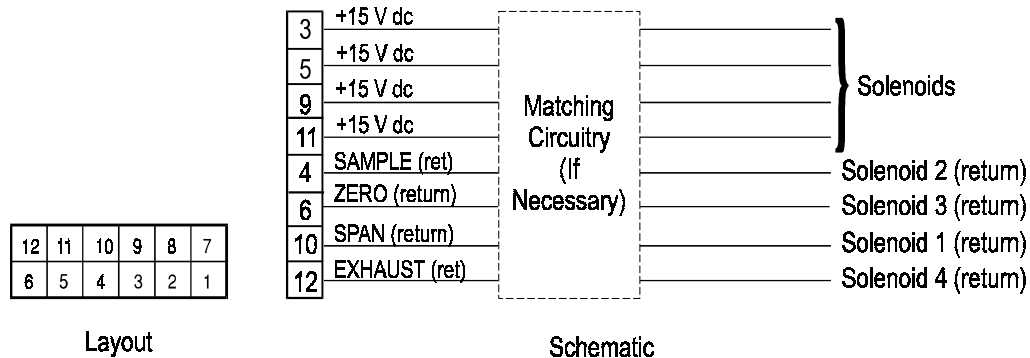 3 +15 V dc
5 +15 V dc
9 +15 V dc
11 +15 V dc
Solenoids
4 SAMPLE (ret) Solenoid 2 (return)
6 ZERO (return) Solenoid 3 (return)
10 SPAN (return) Solenoid 1 (return)
12 EXHAUST (ret) Solenoid 4 (return)
Matching
Circuitry
(If
Necessary)
12 11 10 9 8 7
6 5 4 3 2 1
Layout
Schematic